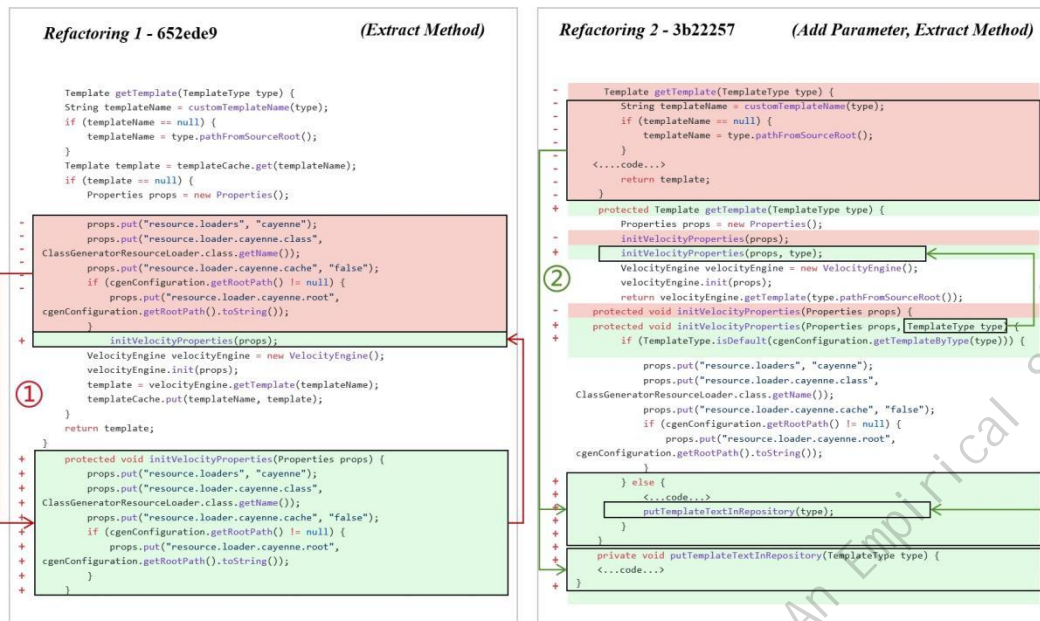 Refactoring 1 - 652ede9 (Extract Method)
Template getTemplate(TemplateType type) {
String templateName = customTemplateName(type);
if (templateName == null) {
templateName = type.pathFromSourceRoot();
}
Template template = templateCache.get(templateName);
if (template == null) {
Properties props = new Properties();
- props.put("resource.loaders", "cayenne");
- props.put("resource.loader.cayenne.class",
- ClassGeneratorResourceLoader.class.getName());
- props.put("resource.loader.cayenne.cache", "false");
- if (cgenConfiguration.getRootPath() != null) {
- props.put("resource.loader.cayenne.root",
cgenConfiguration.getRootPath().toString());
}
+ initVelocityProperties(props);
VelocityEngine velocityEngine = new VelocityEngine();
velocityEngine.init(props);
template = velocityEngine.getTemplate(templateName);
templateCache.put(templateName, template);
①
}
return template;
}
+ protected void initVelocityProperties(Properties props) {
+ props.put("resource.loaders", "cayenne");
+ props.put("resource.loader.cayenne.class",
+ ClassGeneratorResourceLoader.class.getName());
+ props.put("resource.loader.cayenne.cache", "false");
+ if (cgenConfiguration.getRootPath() != null) {
+ props.put("resource.loader.cayenne.root",
+ cgenConfiguration.getRootPath().toString());
+ }
+ }
Refactoring 2 - 3b22257 (Add Parameter, Extract Method)
- Template getTemplate(TemplateType type) {
- String templateName = customTemplateName(type);
- if (templateName == null) {
- templateName = type.pathFromSourceRoot();
- }
- <....code...>
- return template;
- }
+ protected Template getTemplate(TemplateType type) {
Properties props = new Properties();
- initVelocityProperties(props);
+ initVelocityProperties(props, type);
VelocityEngine velocityEngine = new VelocityEngine();
②
velocityEngine.init(props);
return velocityEngine.getTemplate(type.pathFromSourceRoot());
- protected void initVelocityProperties(Properties props) {
+ protected void initVelocityProperties(Properties props, TemplateType type) {
+ if (TemplateType.isDefault(cgenConfiguration.getTemplateByType(type))) {
props.put("resource.loaders", "cayenne");
props.put("resource.loader.cayenne.class",
ClassGeneratorResourceLoader.class.getName());
props.put("resource.loader.cayenne.cache", "false");
if (cgenConfiguration.getRootPath() != null) {
props.put("resource.loader.cayenne.root",
cgenConfiguration.getRootPath().toString());
}
+ } else {
+ <...code...>
+ putTemplateTextInRepository(type);
+ }
+ }
+ private void putTemplateTextInRepository(TemplateType type) {
+ <...code...>
+ }
An Empirical